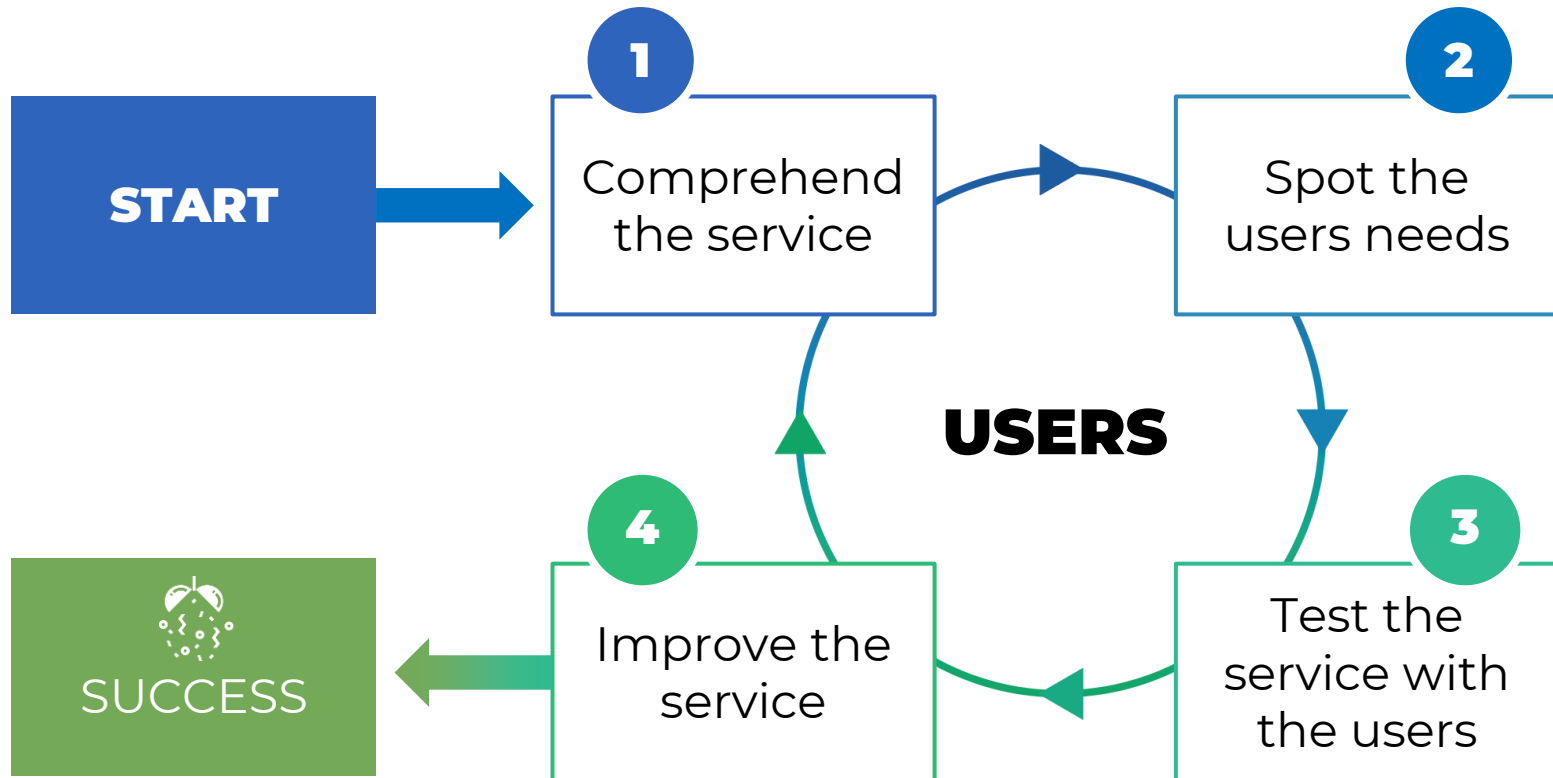 START
1
Comprehend
the service
2
Spot the
users needs
USERS
3
Test the
service with
the users
4
Improve the
service
SUCCESS